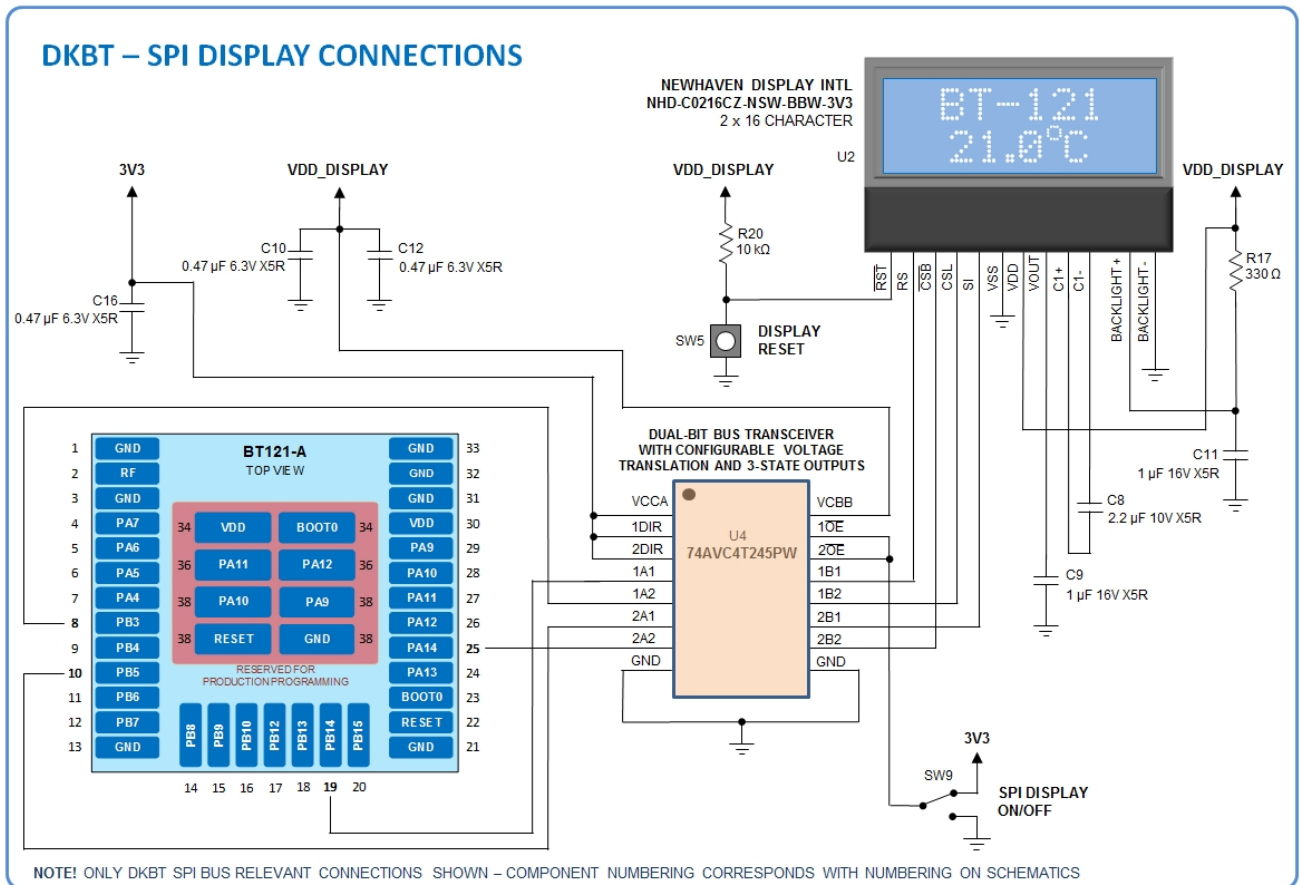 DKBT – SPI DISPLAY CONNECTIONS
NEWHAVEN DISPLAY INTL
NHD-C0216CZ-NSW-BBW-3V3
2 x 16 CHARACTER
U2
BT-121
21.0°C
3V3
VDD_DISPLAY
VDD_DISPLAY
VDD_DISPLAY
C10
0.47 µF 6.3V X5R
C12
0.47 µF 6.3V X5R
C16
0.47 µF 6.3V X5R
R20
10 kΩ
R17
330 Ω
SW5
DISPLAY
RESET
RST
RS
CSB
CSL
SI
VSS
VDD
VOUT
C1+
C1-
BACKLIGHT +
BACKLIGHT -
C11
1 µF 16V X5R
C8
2.2 µF 10V X5R
C9
1 µF 16V X5R
DUAL-BIT BUS TRANSCEIVER
WITH CONFIGURABLE VOLTAGE
TRANSLATION AND 3-STATE OUTPUTS
VCCA
1DIR
2DIR
1A1
1A2
2A1
2A2
GND
U4
74AVC4T245PW
VCBB
1OE
2OE
1B1
1B2
2B1
2B2
GND
BT121-A
TOP VIEW
1 GND
2 RF
3 GND
4 PA7
5 PA6
6 PA5
7 PA4
8 PB3
9 PB4
10 PB5
11 PB6
12 PB7
13 GND
34 VDD BOOT0 34
36 PA11 PA12 36
38 PA10 PA9 38
38 RESET GND 38
RESERVED FOR
PRODUCTION PROGRAMMING
GND 33
GND 32
GND 31
VDD 30
PA9 29
PA10 28
PA11 27
PA12 26
PA14 25
PA13 24
BOOT0 23
RESET 22
GND 21
PB8 PB9 PB10 PB12 PB13 PB14 PB15
14 15 16 17 18 19 20
3V3
SW9
SPI DISPLAY
ON/OFF
NOTE! ONLY DKBT SPI BUS RELEVANT CONNECTIONS SHOWN – COMPONENT NUMBERING CORRESPONDS WITH NUMBERING ON SCHEMATICS